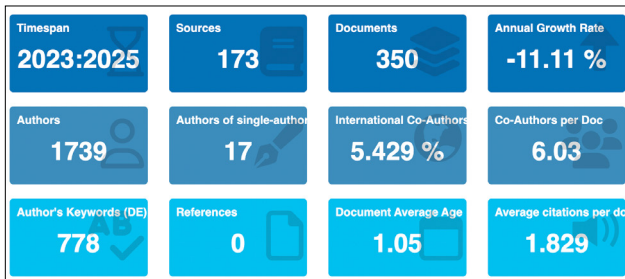 Timespan
2023:2025
Sources
173
Documents
350
Annual Growth Rate
-11.11 %
Authors
1739
Authors of single-author
17
International Co-Authors
5.429 %
Co-Authors per Doc
6.03
Author's Keywords (DE)
AB
778
References
0
Document Average Age
1.05
Average citations per do
1.829